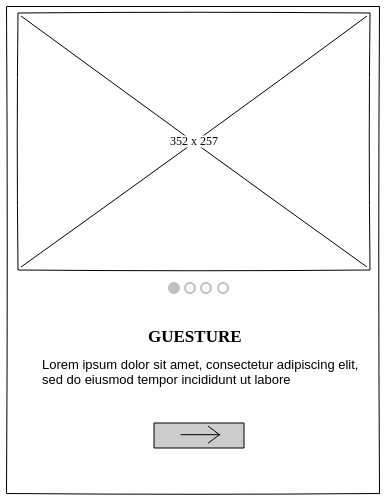 352 x 257
GUESTURE
Lorem ipsum dolor sit amet, consectetur adipiscing elit,
sed do eiusmod tempor incididunt ut labore